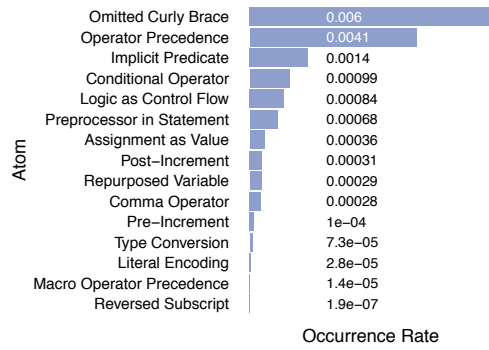 Atom
Omitted Curly Brace 0.006
Operator Precedence 0.0041
Implicit Predicate 0.0014
Conditional Operator 0.00099
Logic as Control Flow 0.00084
Preprocessor in Statement 0.00068
Assignment as Value 0.00036
Post−Increment 0.00031
Repurposed Variable 0.00029
Comma Operator 0.00028
Pre−Increment 1e−04
Type Conversion 7.3e−05
Literal Encoding 2.8e−05
Macro Operator Precedence 1.4e−05
Reversed Subscript 1.9e−07
Occurrence Rate